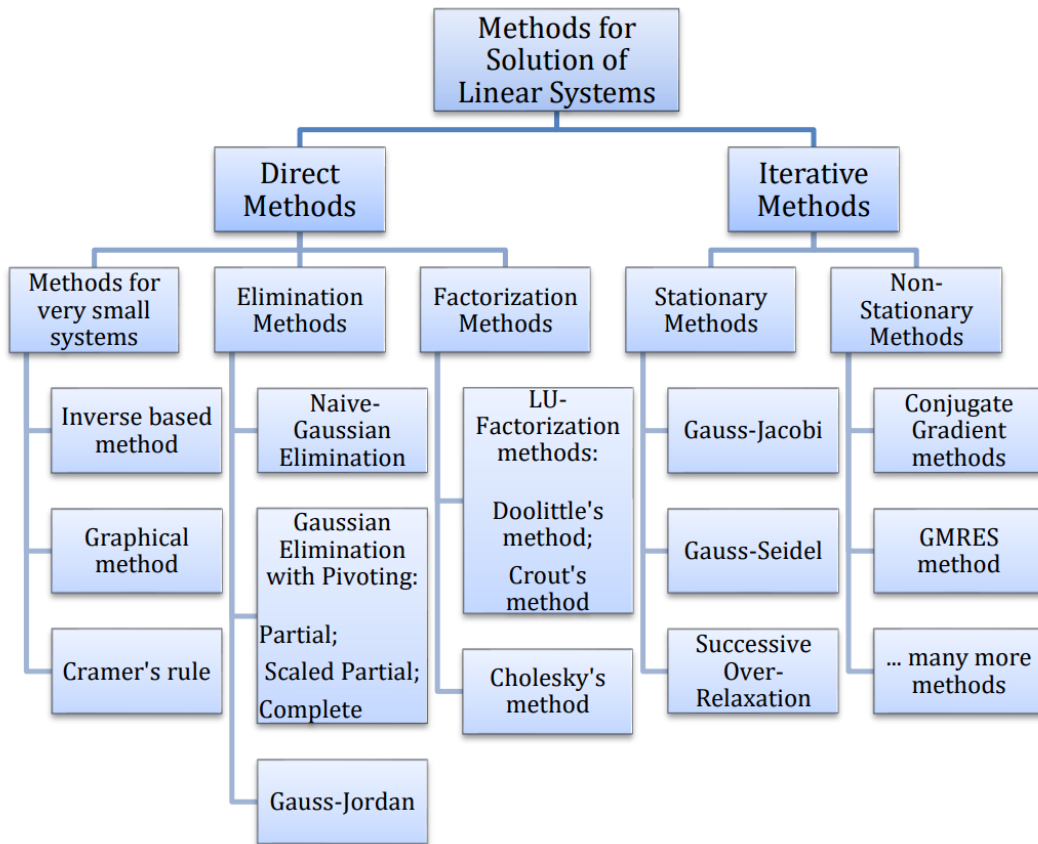 Methods for
Solution of
Linear Systems
Direct
Methods
Iterative
Methods
Methods for
very small
systems
Elimination
Methods
Factorization
Methods
Stationary
Methods
Non-
Stationary
Methods
Inverse based
method
Graphical
method
Cramer's rule
Naive-
Gaussian
Elimination
Gaussian
Elimination
with Pivoting:
Partial;
Scaled Partial;
Complete
Gauss-Jordan
LU-
Factorization
methods:
Doolittle's
method;
Crout's
method
Cholesky's
method
Gauss-Jacobi
Gauss-Seidel
Successive
Over-
Relaxation
Conjugate
Gradient
methods
GMRES
method
... many more
methods